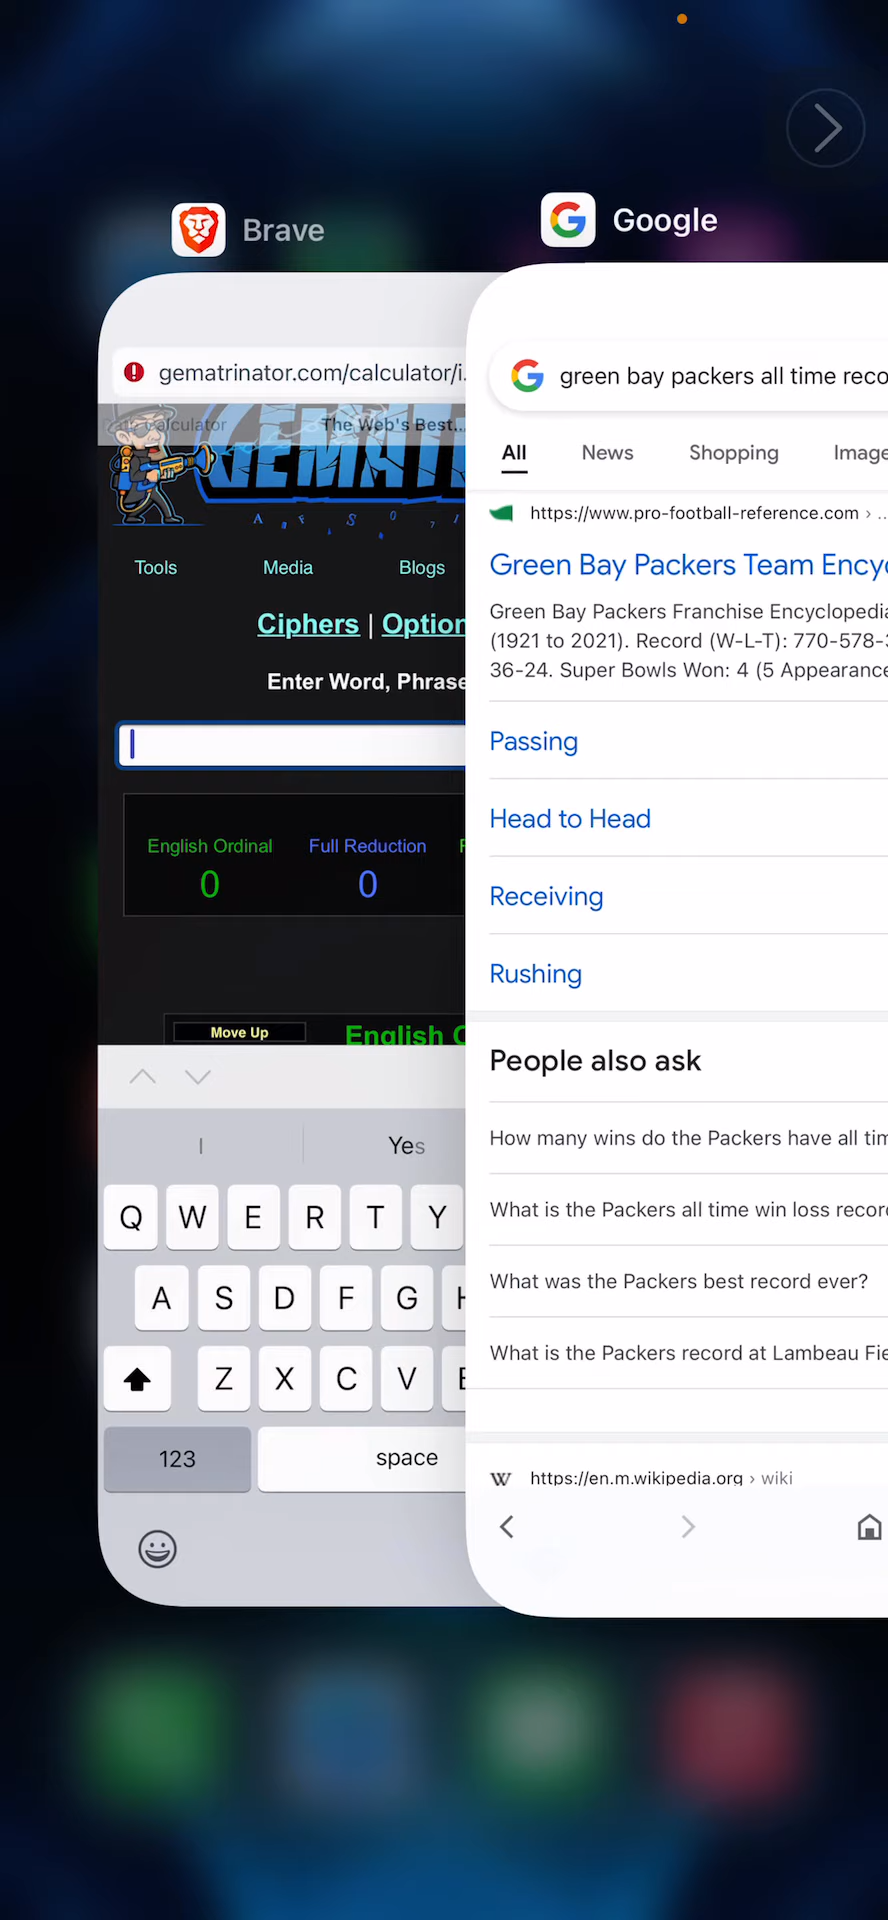 Brave
Google
gematrinator.com/calculator/i.
green bay packers all time reco
Date Calculator
The Web's Best...
GEMAT
All
News
Shopping
Image
https://www.pro-football-reference.com › ...
Tools
Media
Blogs
Green Bay Packers Team Ency
Ciphers | Option
Green Bay Packers Franchise Encyclopedia
(1921 to 2021). Record (W-L-T): 770-578-3
36-24. Super Bowls Won: 4 (5 Appearance
Enter Word, Phrase
Passing
Head to Head
English Ordinal
Full Reduction
0
0
Receiving
Rushing
Move Up
English O
People also ask
How many wins do the Packers have all tim
I
Yes
What is the Packers all time win loss record
Q W E R T Y
What was the Packers best record ever?
A S D F G H
What is the Packers record at Lambeau Fie
Z X C V B
123
space
https://en.m.wikipedia.org › wiki